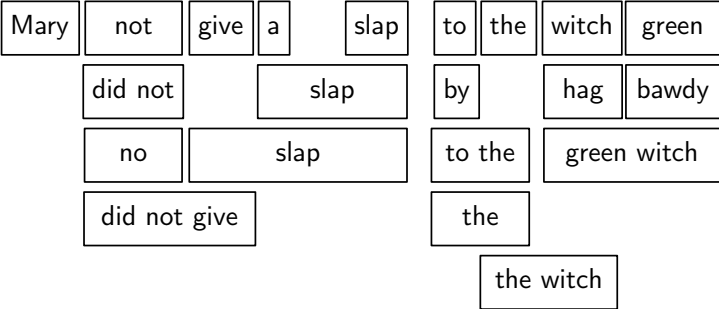 Mary not give a slap to the witch green
did not slap by hag bawdy
no slap to the green witch
did not give the
the witch